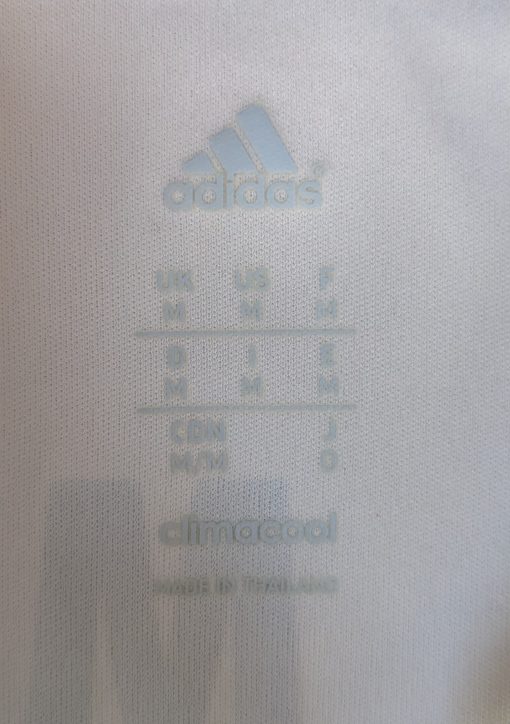 adidas®
UK US F
M M M
D I E
M M M
CDN J
M/M O
climacool
MADE IN THAILAND